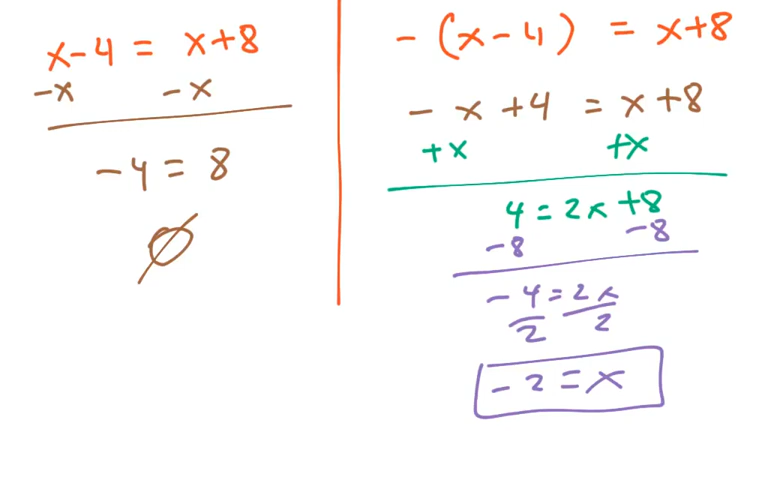 x-4 = x+8
-x -x
-4 = 8
∅
-(x-4) = x+8
-x+4 = x+8
+x +x
4 = 2x+8
-8 -8
-4 = 2x
2 2
-2 = x